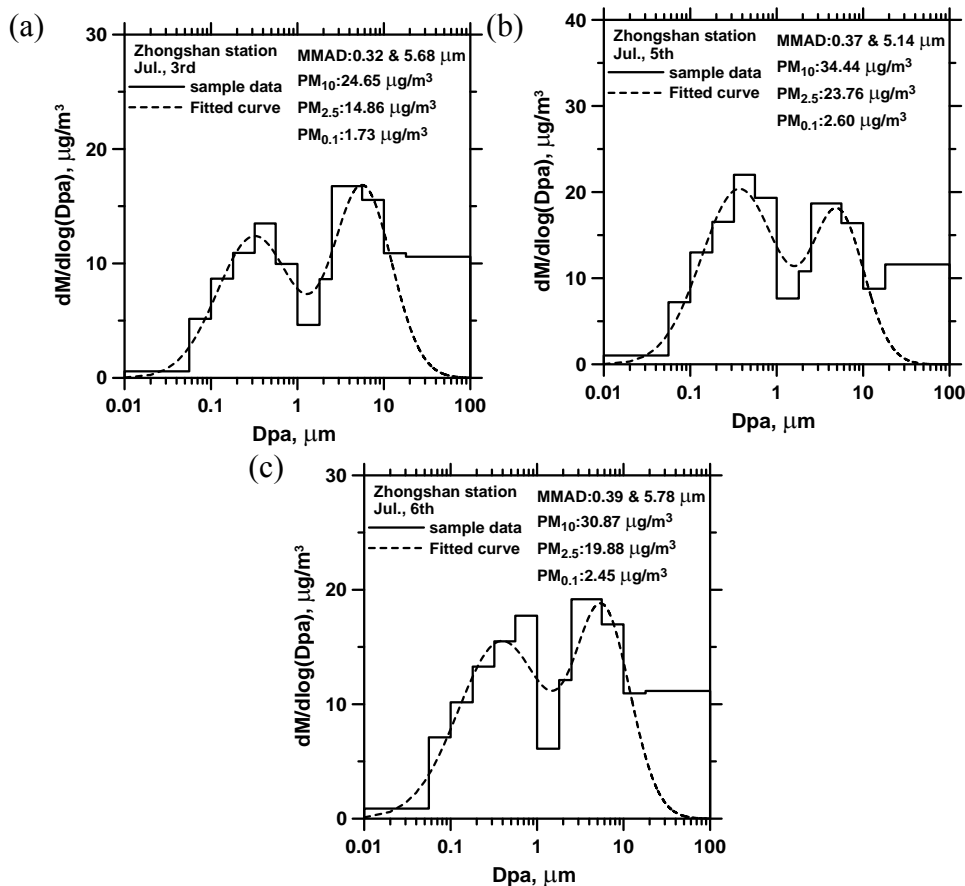 (a)
Zhongshan station
Jul., 3rd
sample data
Fitted curve
MMAD:0.32 & 5.68 μm
PM10:24.65 μg/m3
PM2.5:14.86 μg/m3
PM0.1:1.73 μg/m3
30
20
10
0
dM/dlog(Dpa), μg/m3
0.01 0.1 1 10 100
Dpa, μm
(b)
Zhongshan station
Jul., 5th
sample data
Fitted curve
MMAD:0.37 & 5.14 μm
PM10:34.44 μg/m3
PM2.5:23.76 μg/m3
PM0.1:2.60 μg/m3
40
30
20
10
0
dM/dlog(Dpa), μg/m3
0.01 0.1 1 10 100
Dpa, μm
(c)
Zhongshan station
Jul., 6th
sample data
Fitted curve
MMAD:0.39 & 5.78 μm
PM10:30.87 μg/m3
PM2.5:19.88 μg/m3
PM0.1:2.45 μg/m3
30
20
10
0
dM/dlog(Dpa), μg/m3
0.01 0.1 1 10 100
Dpa, μm